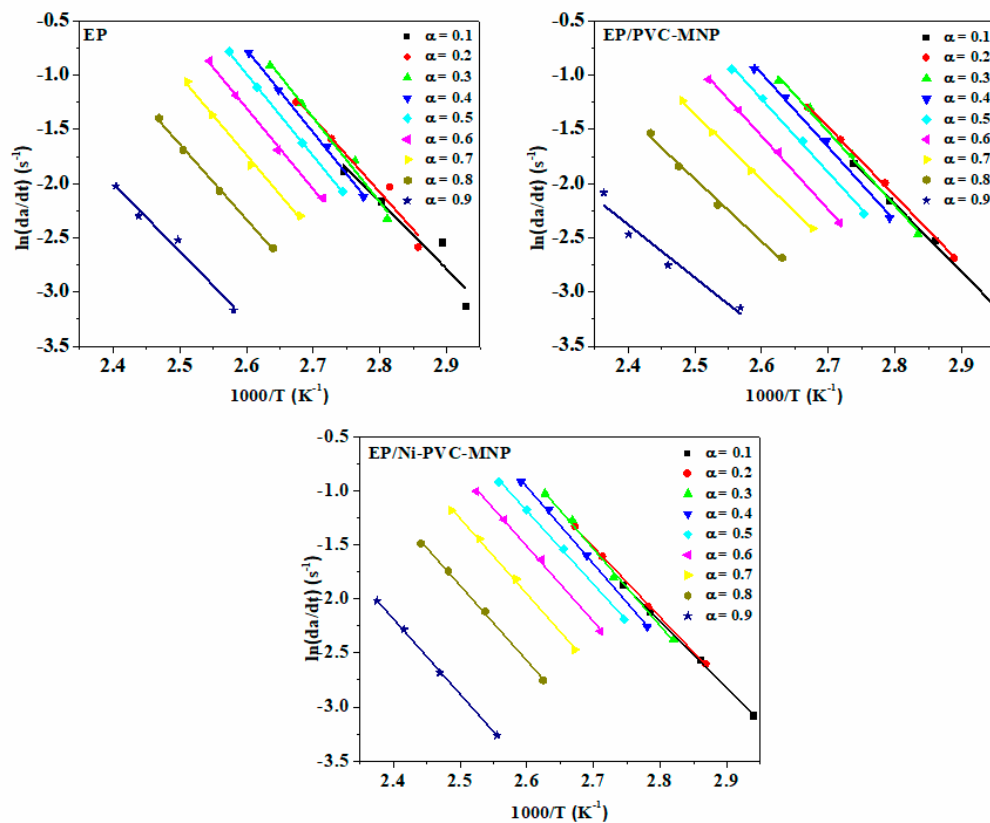 EP
-0.5
-1.0
-1.5
-2.0
-2.5
-3.0
-3.5
ln(da/dt) (s⁻¹)
2.4 2.5 2.6 2.7 2.8 2.9
1000/T (K⁻¹)
α = 0.1
α = 0.2
α = 0.3
α = 0.4
α = 0.5
α = 0.6
α = 0.7
α = 0.8
α = 0.9
EP/PVC-MNP
-0.5
-1.0
-1.5
-2.0
-2.5
-3.0
-3.5
ln(da/dt) (s⁻¹)
2.4 2.5 2.6 2.7 2.8 2.9
1000/T (K⁻¹)
α = 0.1
α = 0.2
α = 0.3
α = 0.4
α = 0.5
α = 0.6
α = 0.7
α = 0.8
α = 0.9
EP/Ni-PVC-MNP
-0.5
-1.0
-1.5
-2.0
-2.5
-3.0
-3.5
ln(da/dt) (s⁻¹)
2.4 2.5 2.6 2.7 2.8 2.9
1000/T (K⁻¹)
α = 0.1
α = 0.2
α = 0.3
α = 0.4
α = 0.5
α = 0.6
α = 0.7
α = 0.8
α = 0.9